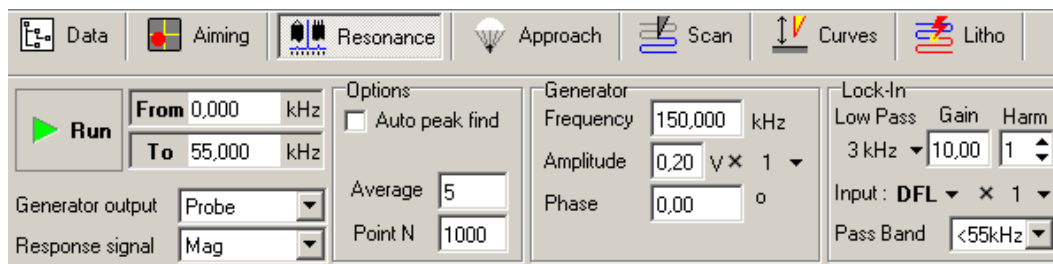 Data Aiming Resonance Approach Scan Curves Litho
Run
From 0,000 kHz
To 55,000 kHz
Generator output Probe
Response signal Mag
Options
Auto peak find
Average 5
Point N 1000
Generator
Frequency 150,000 kHz
Amplitude 0,20 V × 1
Phase 0,00 °
Lock-In
Low Pass Gain Harm
3 kHz 10,00 1
Input : DFL × 1
Pass Band <55kHz